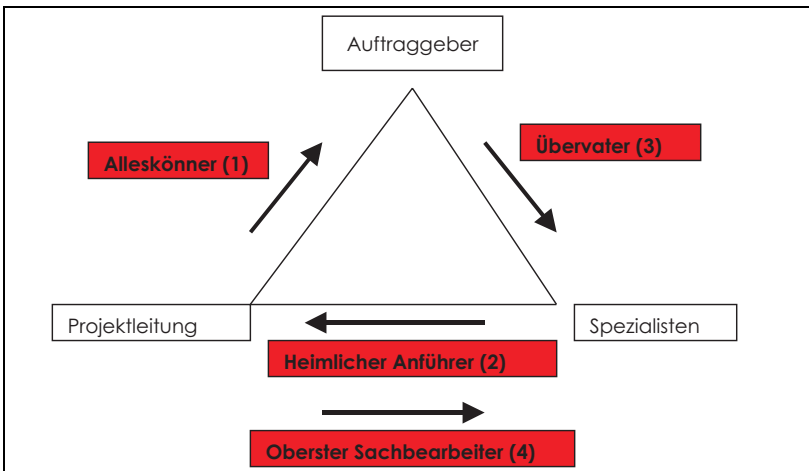 Auftraggeber
Alleskönner (1)
Übervater (3)
Projektleitung
Spezialisten
Heimlicher Anführer (2)
Oberster Sachbearbeiter (4)